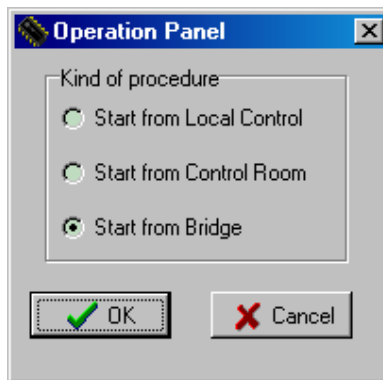 Operation Panel
Kind of procedure
Start from Local Control
Start from Control Room
Start from Bridge
OK Cancel